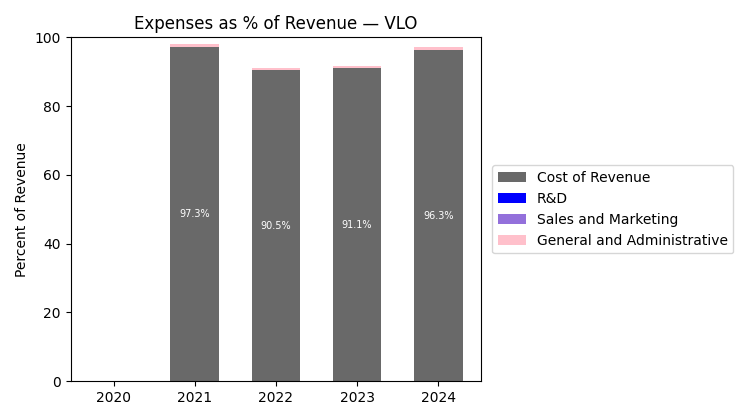 Expenses as % of Revenue — VLO
Percent of Revenue
100
80
60
40
20
0
97.3%
90.5%
91.1%
96.3%
2020
2021
2022
2023
2024
Cost of Revenue
R&D
Sales and Marketing
General and Administrative